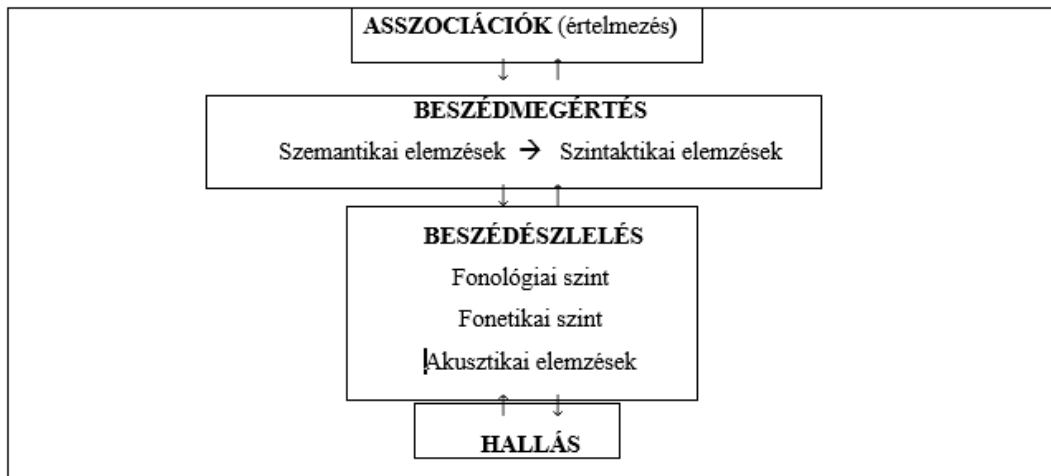 ASSZOCIÁCIÓK (értelmezés)
↓ ↑
BESZÉDMEGÉRTÉS
Szemantikai elemzések → Szintaktikai elemzések
↓ ↑
BESZÉDÉSZLELÉS
Fonológiai szint
Fonetikai szint
Akusztikai elemzések
↑ ↓
HALLÁS